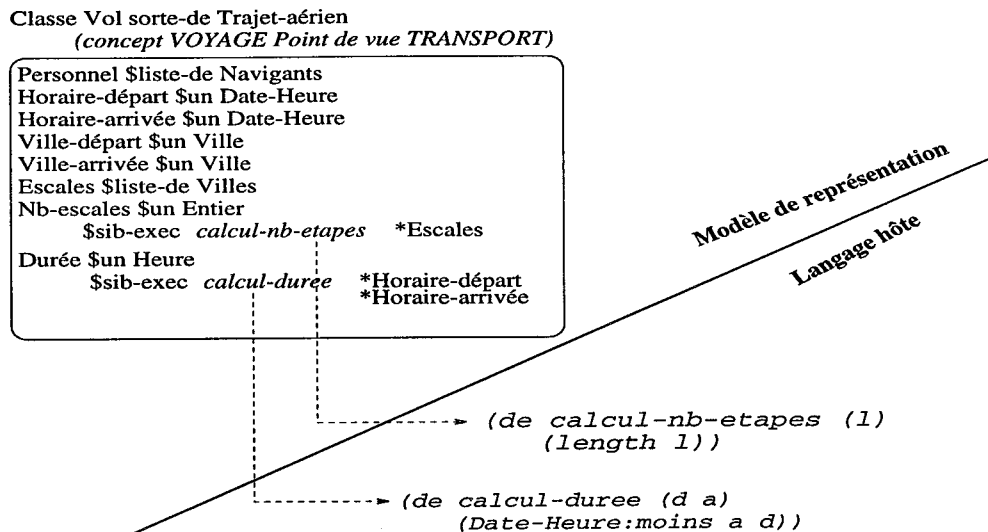 Classe Vol sorte-de Trajet-aérien
(concept VOYAGE Point de vue TRANSPORT)
Personnel $liste-de Navigants
Horaire-départ $un Date-Heure
Horaire-arrivée $un Date-Heure
Ville-départ $un Ville
Ville-arrivée $un Ville
Escales $liste-de Villes
Nb-escales $un Entier
$sib-exec calcul-nb-etapes *Escales
Durée $un Heure
$sib-exec calcul-duree *Horaire-départ
*Horaire-arrivée
Modèle de représentation
Langage hôte
(de calcul-nb-etapes (l)
(length l))
(de calcul-duree (d a)
(Date-Heure:moins a d))